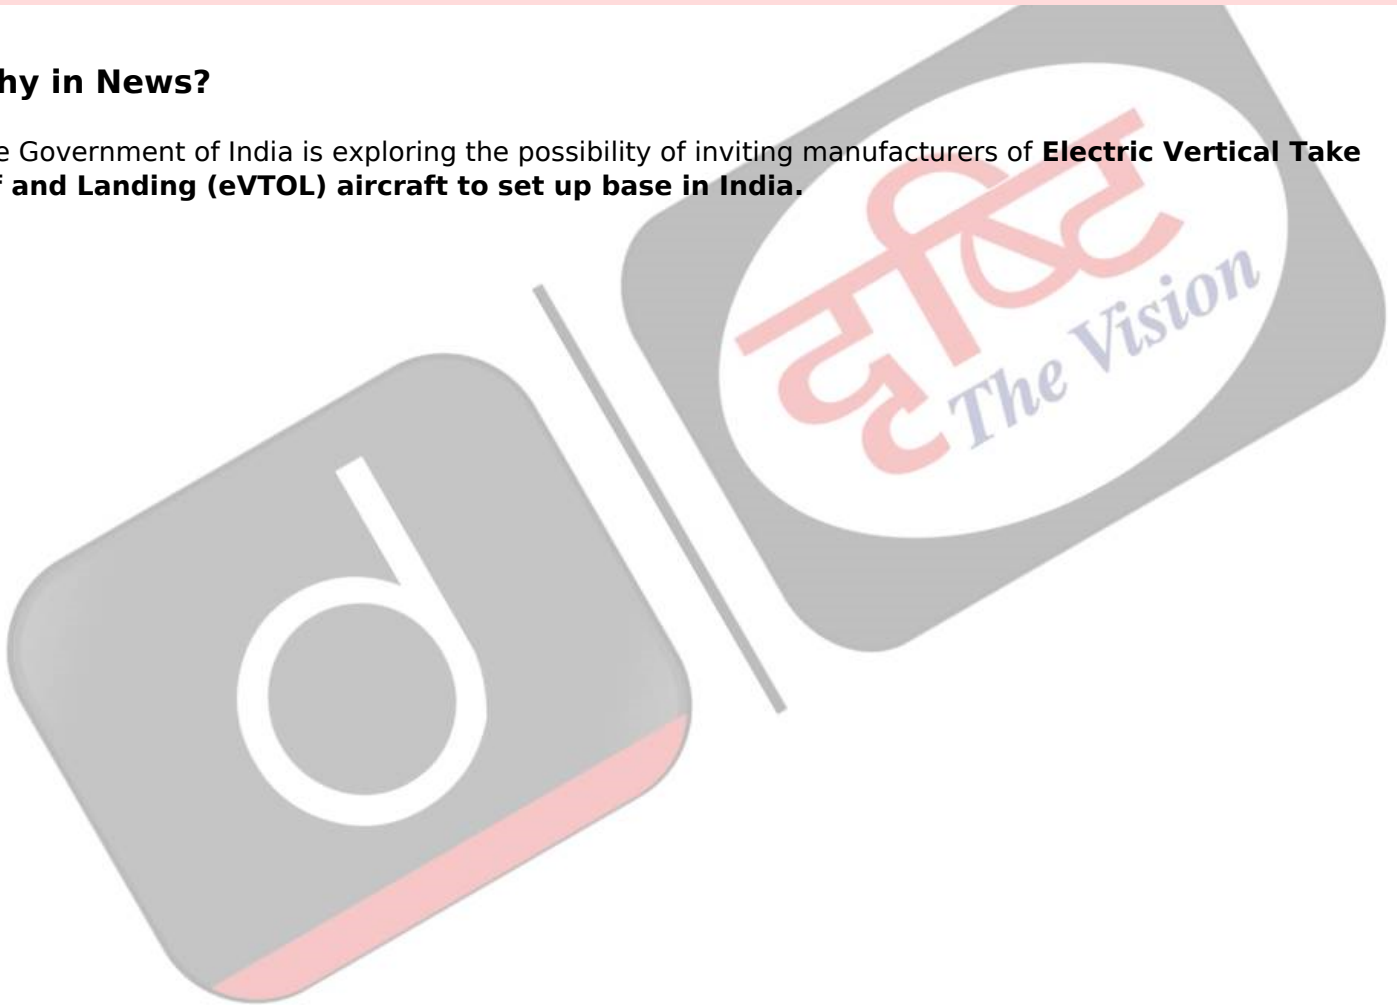 hy in News?
e Government of India is exploring the possibility of inviting manufacturers of Electric Vertical Take
f and Landing (eVTOL) aircraft to set up base in India.
दृष्टि
The Vision
d